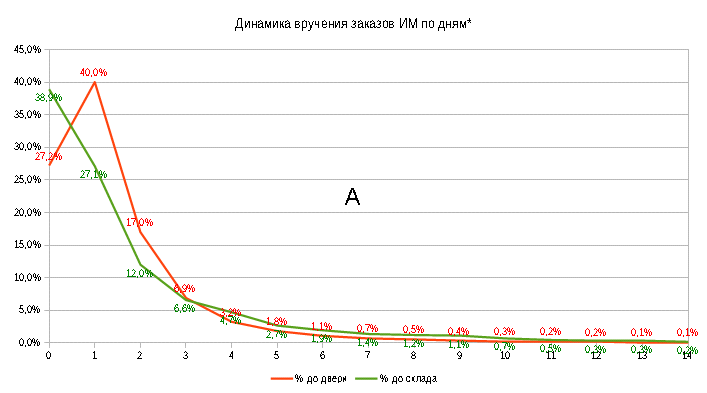 Динамика вручения заказов ИМ по дням*
45,0%
40,0%
35,0%
30,0%
25,0%
20,0%
15,0%
10,0%
5,0%
0,0%
27,2% 40,0% 17,0% 6,9% 3,2% 1,8% 1,1% 0,7% 0,5% 0,4% 0,3% 0,2% 0,2% 0,1% 0,1%
38,9% 27,1% 12,0% 6,6% 4,7% 2,7% 1,9% 1,4% 1,2% 1,1% 0,7% 0,5% 0,3% 0,3% 0,2%
А
0 1 2 3 4 5 6 7 8 9 10 11 12 13 14
% до двери % до склада